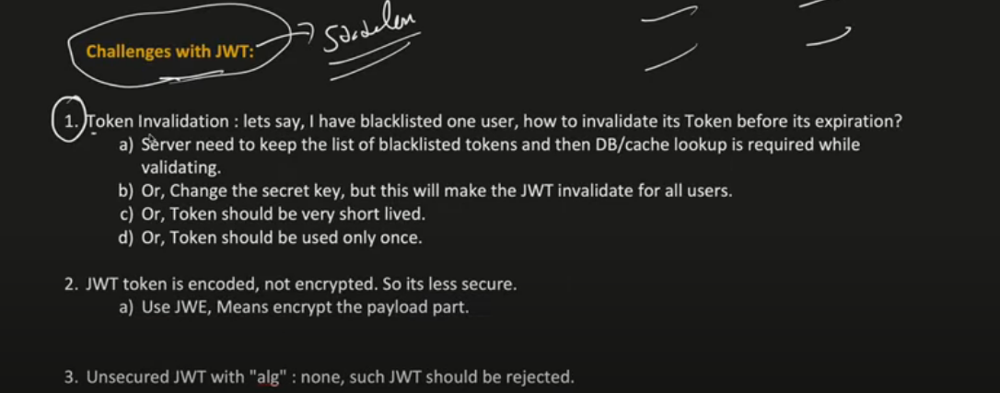 Challenges with JWT:
1. Token Invalidation : lets say, I have blacklisted one user, how to invalidate its Token before its expiration?
a) Server need to keep the list of blacklisted tokens and then DB/cache lookup is required while
validating.
b) Or, Change the secret key, but this will make the JWT invalidate for all users.
c) Or, Token should be very short lived.
d) Or, Token should be used only once.
2. JWT token is encoded, not encrypted. So its less secure.
a) Use JWE, Means encrypt the payload part.
3. Unsecured JWT with "alg" : none, such JWT should be rejected.